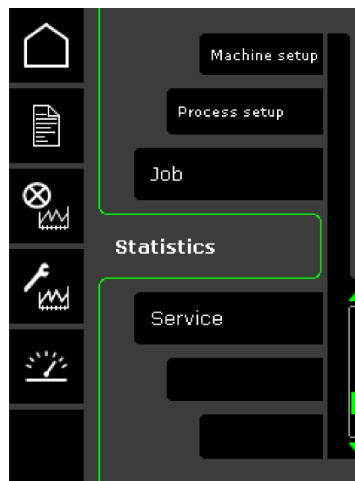 Machine setup
Process setup
Job
Statistics
Service